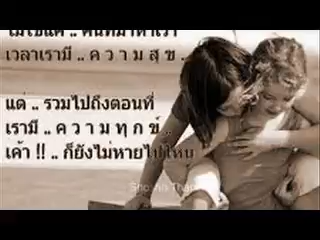 ไม่ใช่แค่ .. คนที่มาหาเรา
เวลาเรามี .. ค ว า ม สุ ข .
แต่ .. รวมไปถึงตอนที่
เรามี .. ค ว า ม ทุ ก ข์ ..
เค้า !! .. ก็ยังไม่หายไปไหน